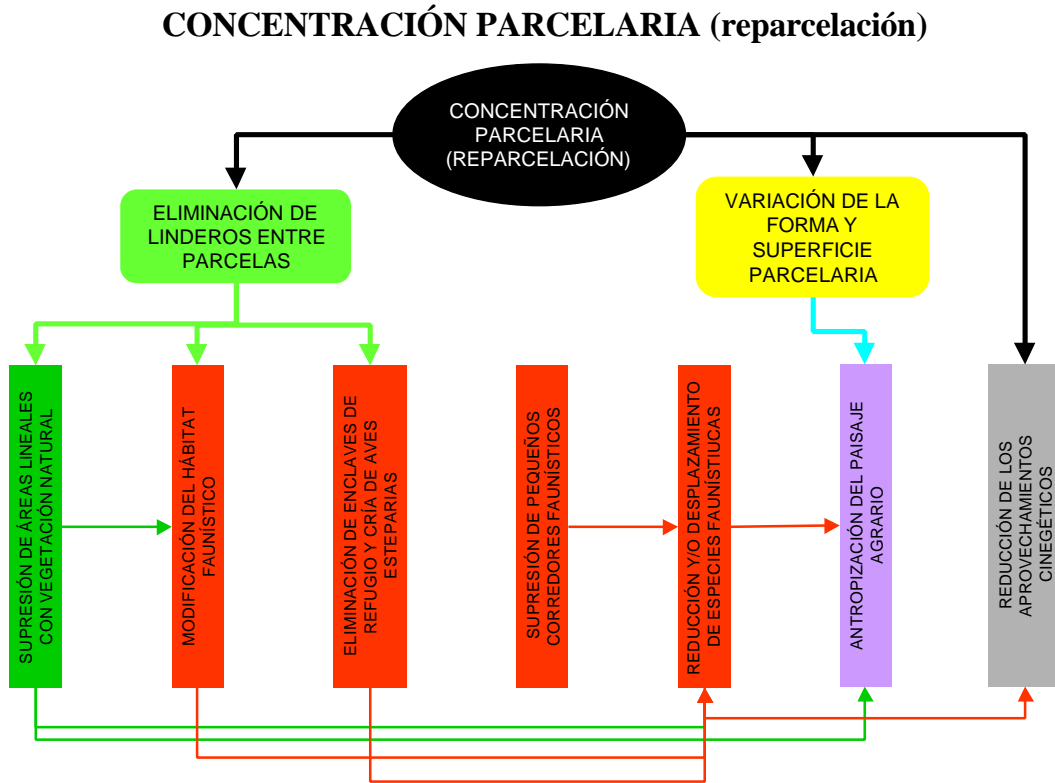 CONCENTRACIÓN PARCELARIA (reparcelación)
CONCENTRACIÓN
PARCELARIA
(REPARCELACIÓN)
ELIMINACIÓN DE
LINDEROS ENTRE
PARCELAS
VARIACIÓN DE LA
FORMA Y
SUPERFICIE
PARCELARIA
SUPRESIÓN DE ÁREAS LINEALES
CON VEGETACIÓN NATURAL
MODIFICACIÓN DEL HÁBITAT
FAUNÍSTICO
ELIMINACIÓN DE ENCLAVES DE
REFUGIO Y CRÍA DE AVES
ESTEPARIAS
SUPRESIÓN DE PEQUEÑOS
CORREDORES FAUNÍSTICOS
REDUCCIÓN Y/O DESPLAZAMIENTO
DE ESPECIES FAUNÍSTIUCAS
ANTROPIZACIÓN DEL PAISAJE
AGRARIO
REDUCCIÓN DE LOS
APROVECHAMIENTOS
CINEGÉTICOS